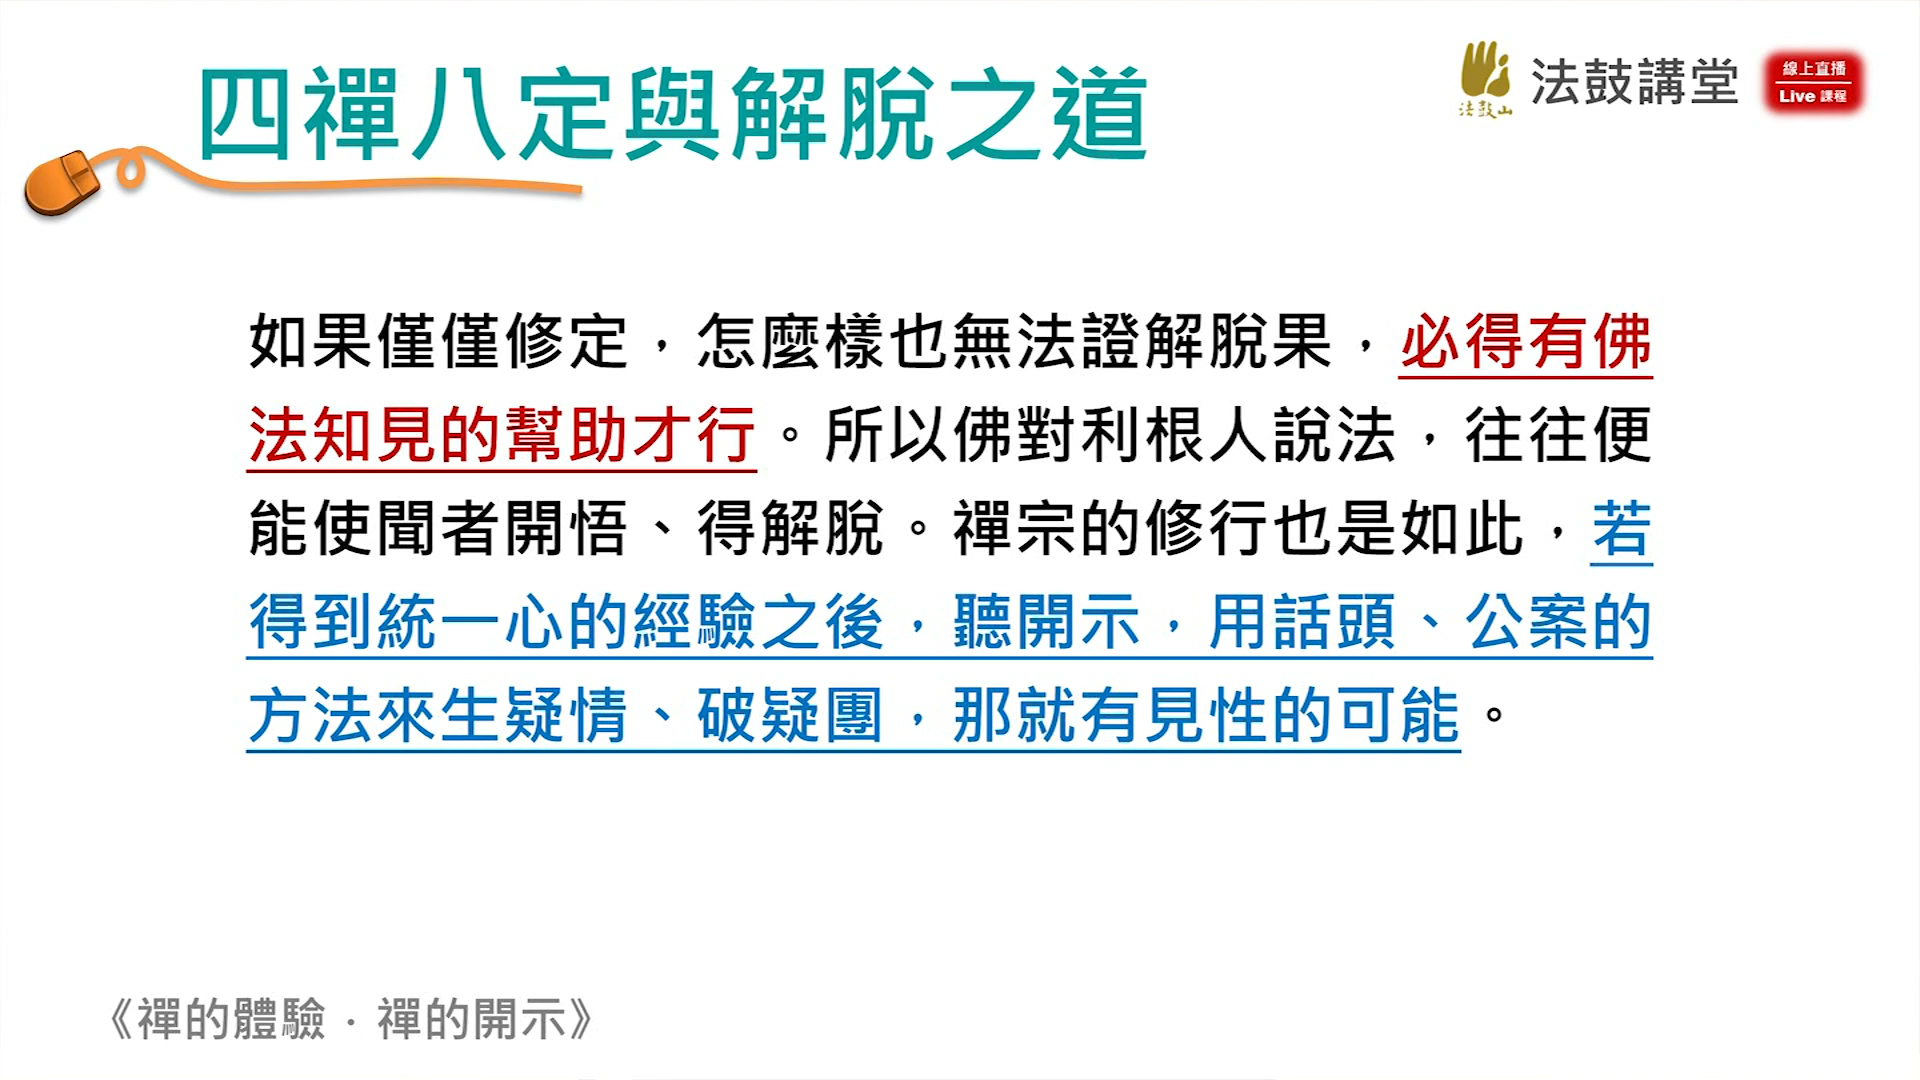 四禪八定與解脫之道
法鼓山
法鼓講堂
線上直播
Live 課程
如果僅僅修定，怎麼樣也無法證解脫果，必得有佛
法知見的幫助才行。所以佛對利根人說法，往往便
能使聞者開悟、得解脫。禪宗的修行也是如此，若
得到統一心的經驗之後，聽開示，用話頭、公案的
方法來生疑情、破疑團，那就有見性的可能。
《禪的體驗．禪的開示》